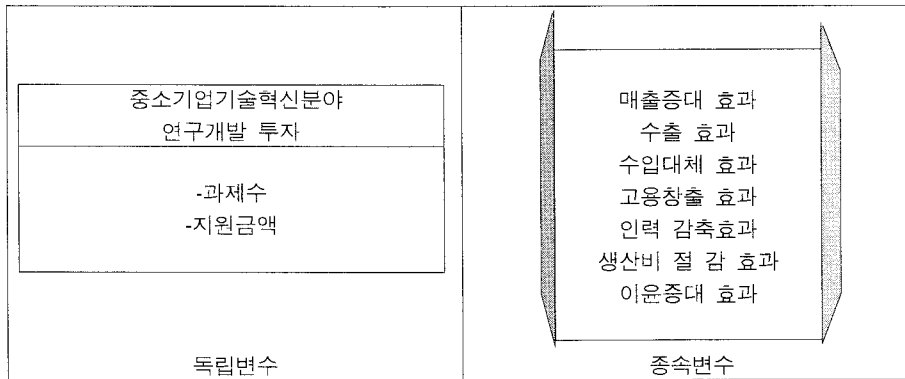 중소기업기술혁신분야
연구개발 투자
-과제수
-지원금액
독립변수
매출증대 효과
수출 효과
수입대체 효과
고용창출 효과
인력 감축효과
생산비 절 감 효과
이윤증대 효과
종속변수